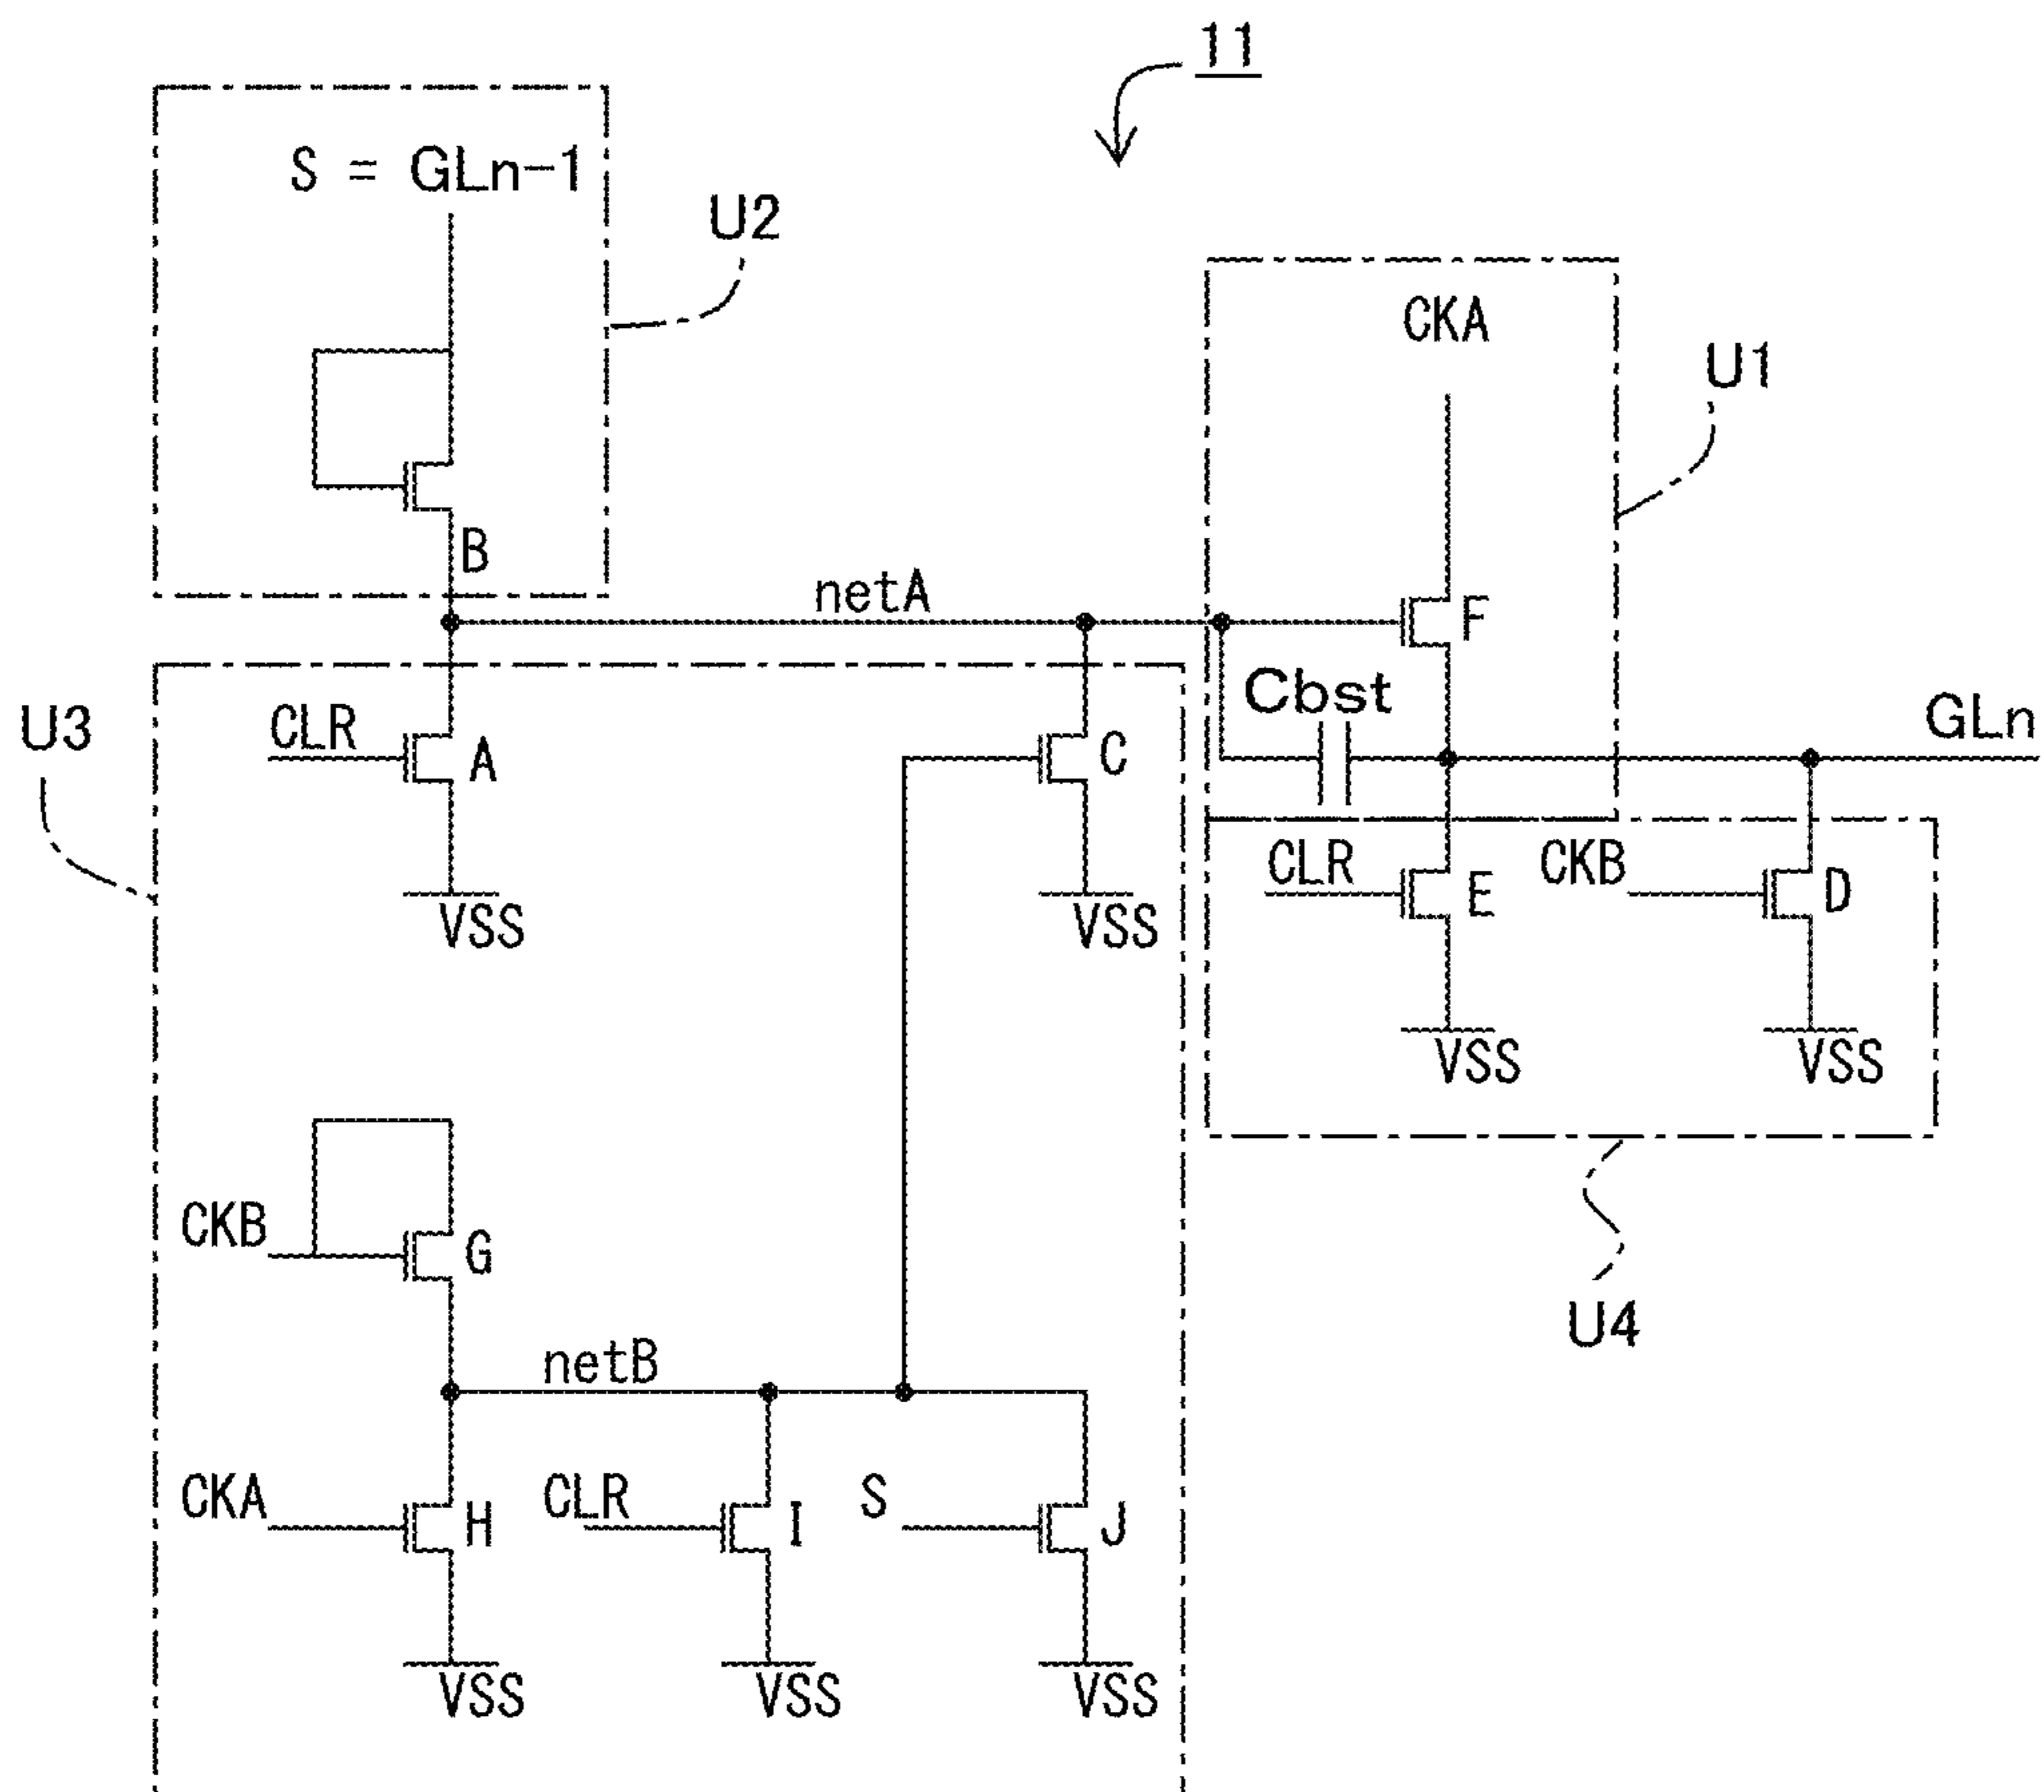 11
S = GLn-1
U2
CKA
U1
B
netA
F
Cbst
GLn
U3
CLR
A
C
CLR
E
CKB
D
VSS
VSS
VSS
VSS
CKB
G
U4
netB
CKA
H
CLR
I
S
J
VSS
VSS
VSS